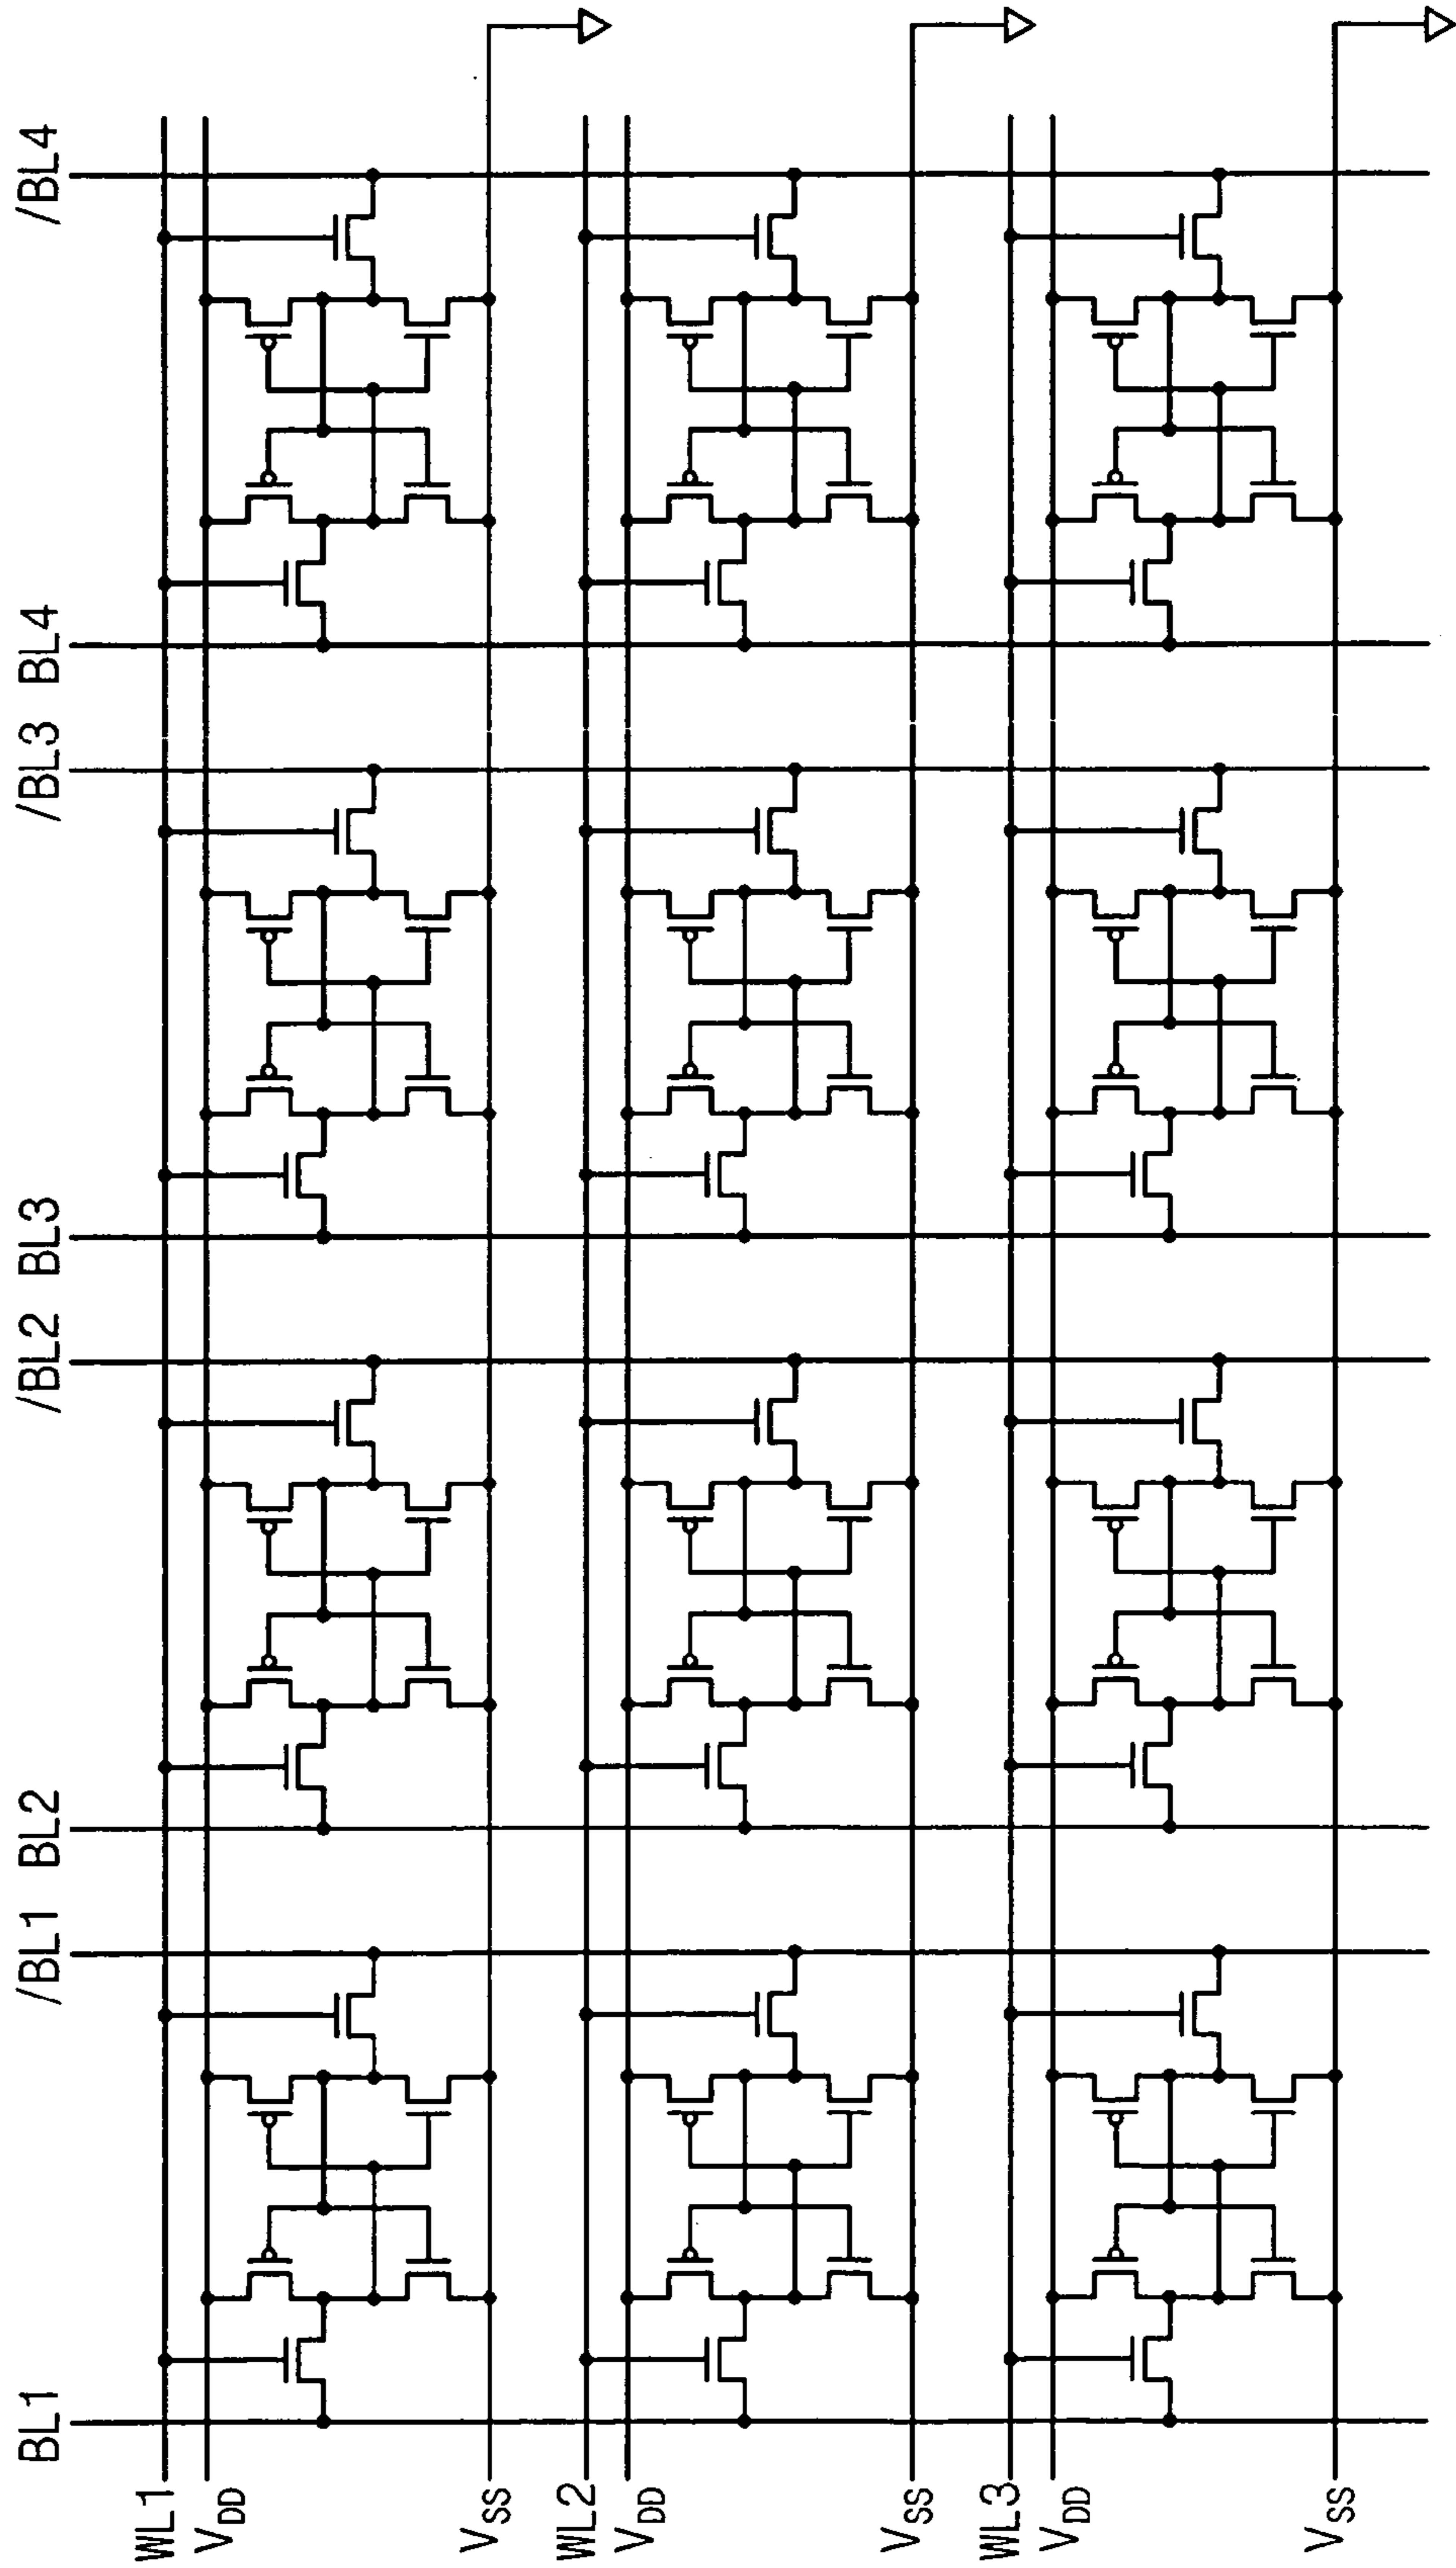 BL1 /BL1 BL2 /BL2 BL3 /BL3 BL4 /BL4
WL1
VDD
VSS
WL2
VDD
VSS
WL3
VDD
VSS